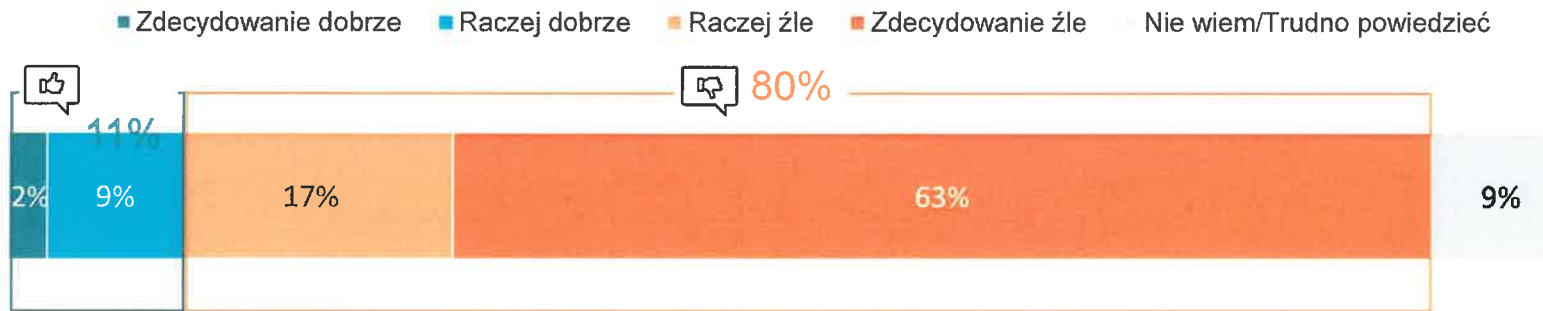 Zdecydowanie dobrze Raczej dobrze Raczej źle Zdecydowanie źle Nie wiem/Trudno powiedzieć
80%
11%
2% 9% 17% 63% 9%